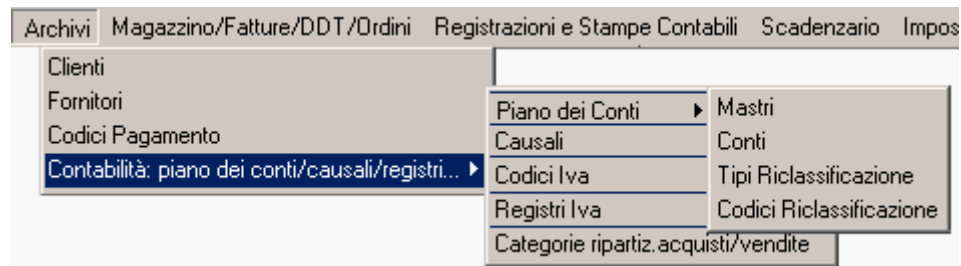 Archivi Magazzino/Fatture/DDT/Ordini Registrazioni e Stampe Contabili Scadenzario Impos
Clienti
Fornitori
Codici Pagamento
Contabilità: piano dei conti/causali/registri...
Piano dei Conti
Causali
Codici Iva
Registri Iva
Categorie ripartiz.acquisti/vendite
Mastri
Conti
Tipi Riclassificazione
Codici Riclassificazione